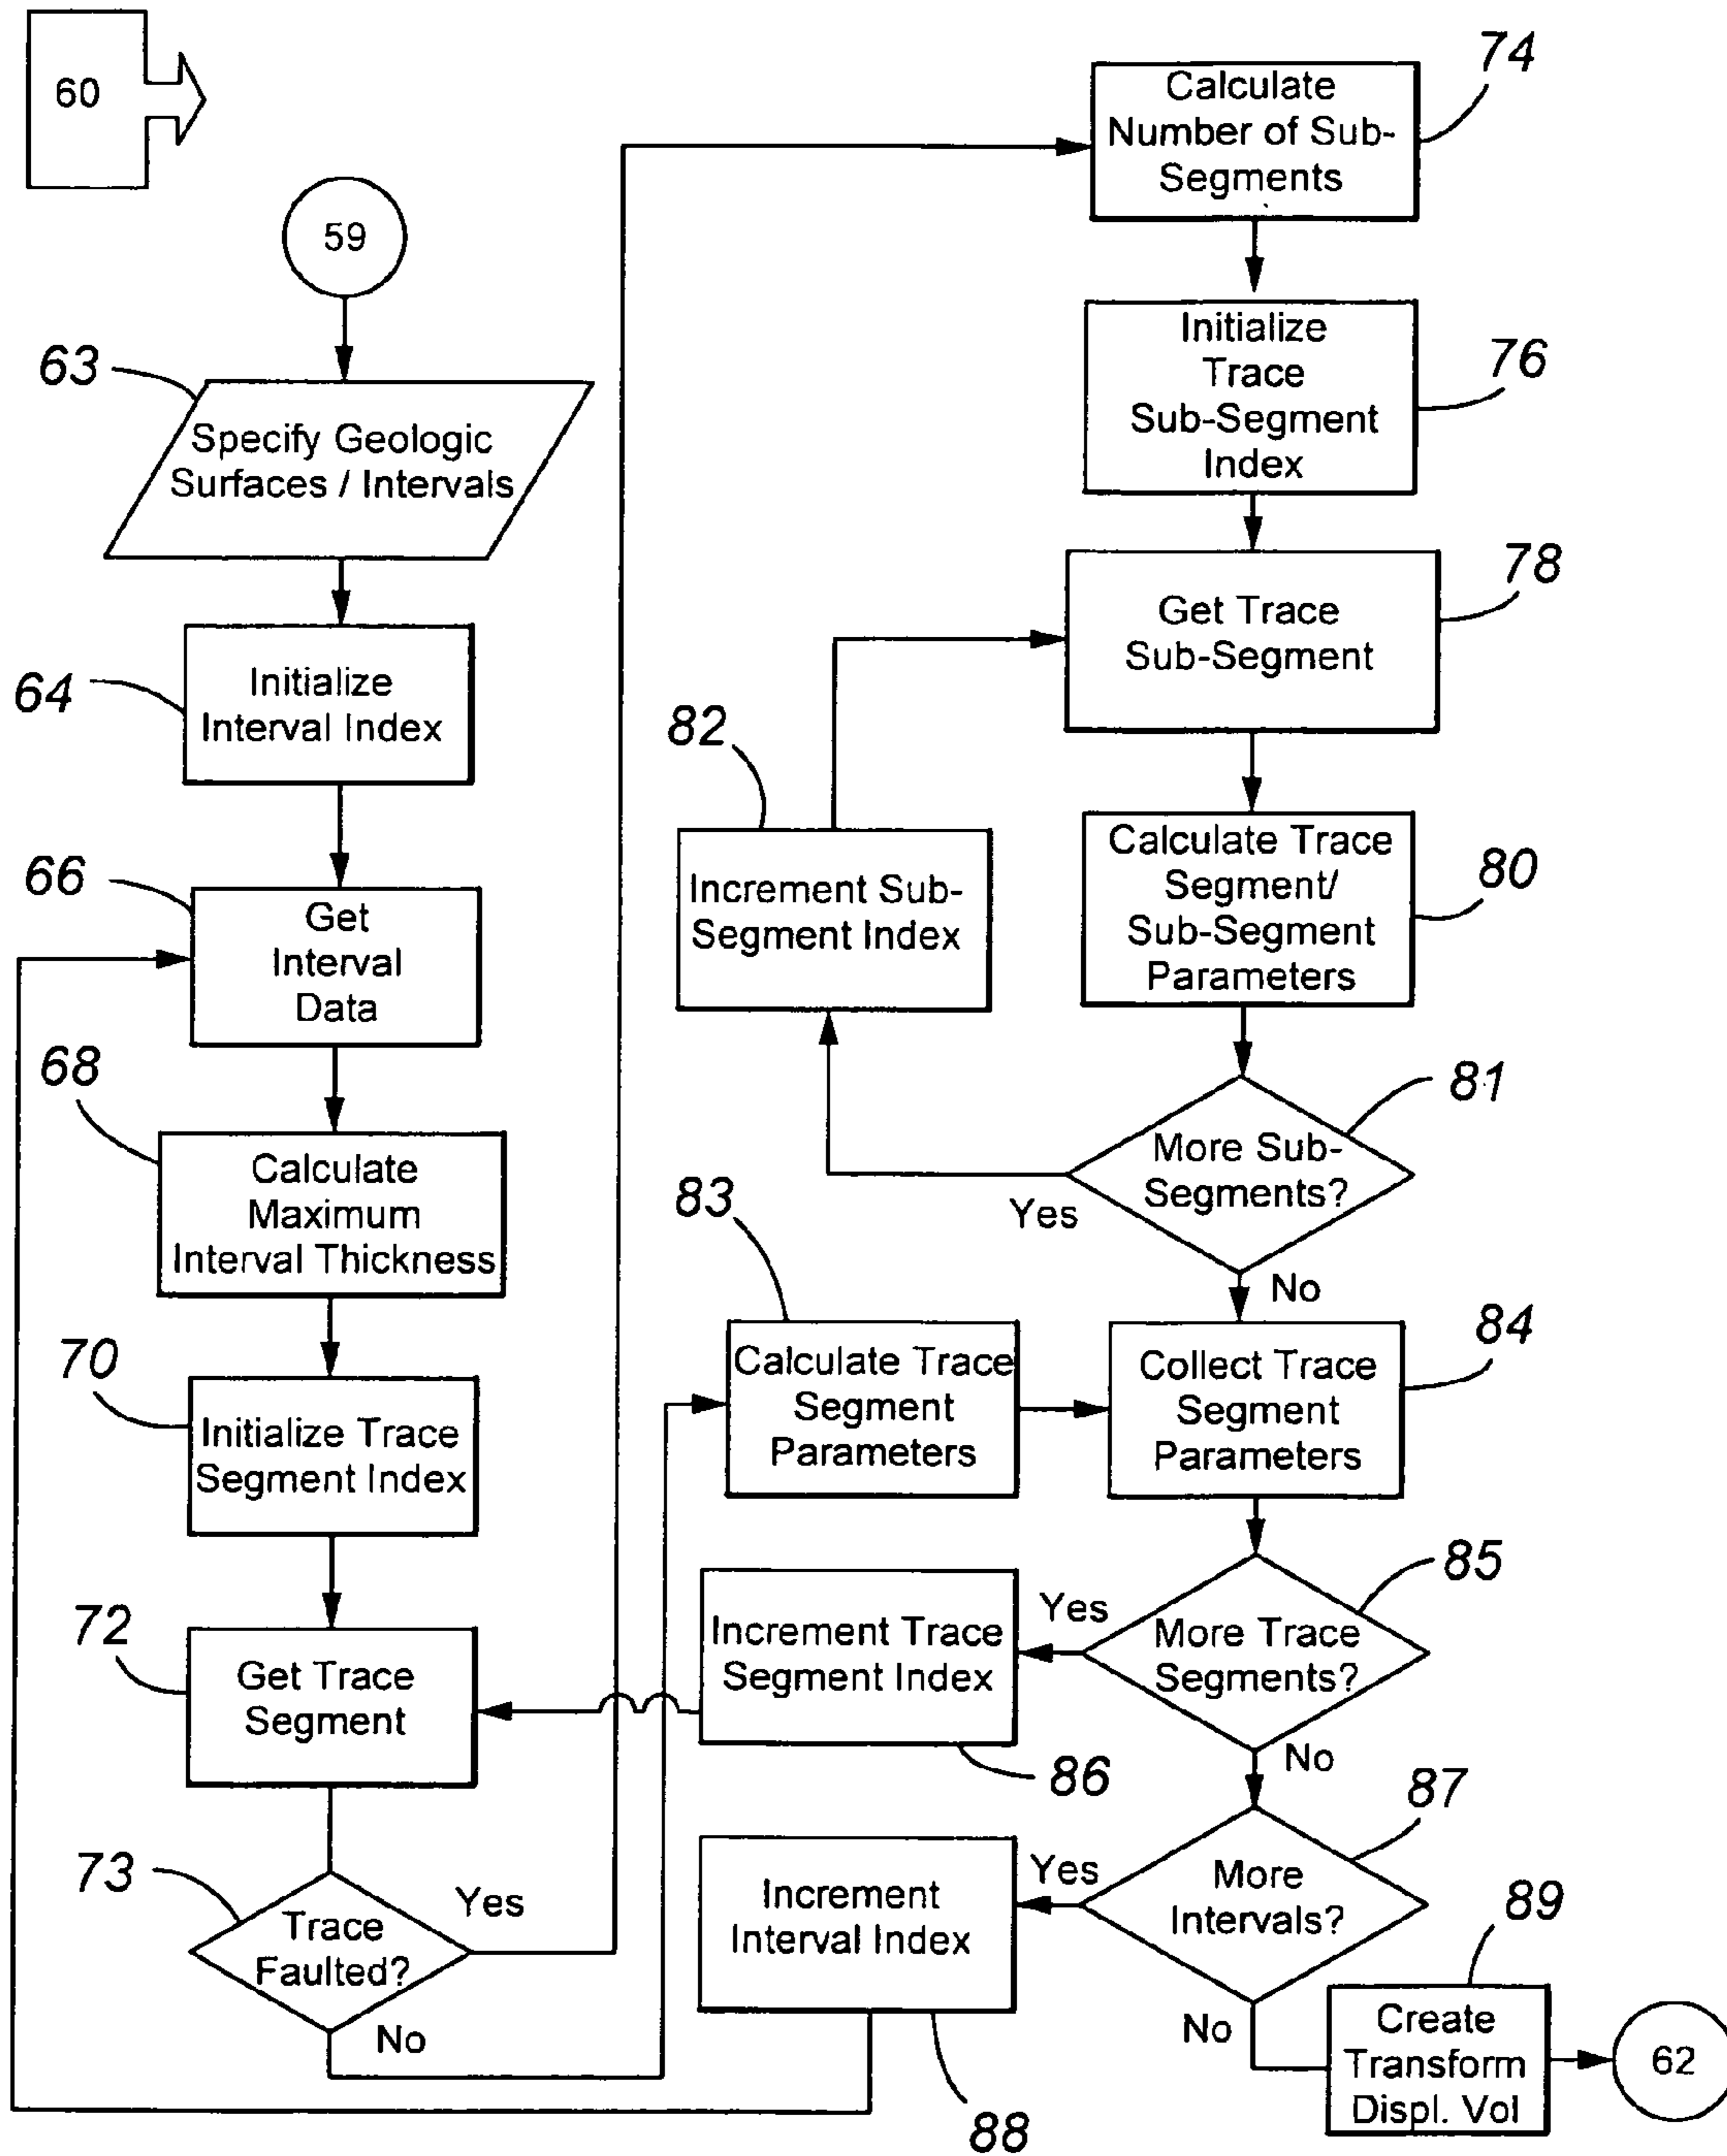 60
59
63
Specify Geologic
Surfaces / Intervals
64
Initialize
Interval Index
66
Get
Interval
Data
68
Calculate
Maximum
Interval Thickness
70
Initialize Trace
Segment Index
72
Get Trace
Segment
73
Trace
Faulted?
Yes
No
74
Calculate
Number of Sub-
Segments
76
Initialize
Trace
Sub-Segment
Index
78
Get Trace
Sub-Segment
80
Calculate Trace
Segment/
Sub-Segment
Parameters
81
More Sub-
Segments?
Yes
No
82
Increment Sub-
Segment Index
83
Calculate Trace
Segment
Parameters
84
Collect Trace
Segment
Parameters
85
More Trace
Segments?
Yes
No
86
Increment Trace
Segment Index
87
More
Intervals?
Yes
No
88
Increment
Interval Index
89
Create
Transform
Displ. Vol
62